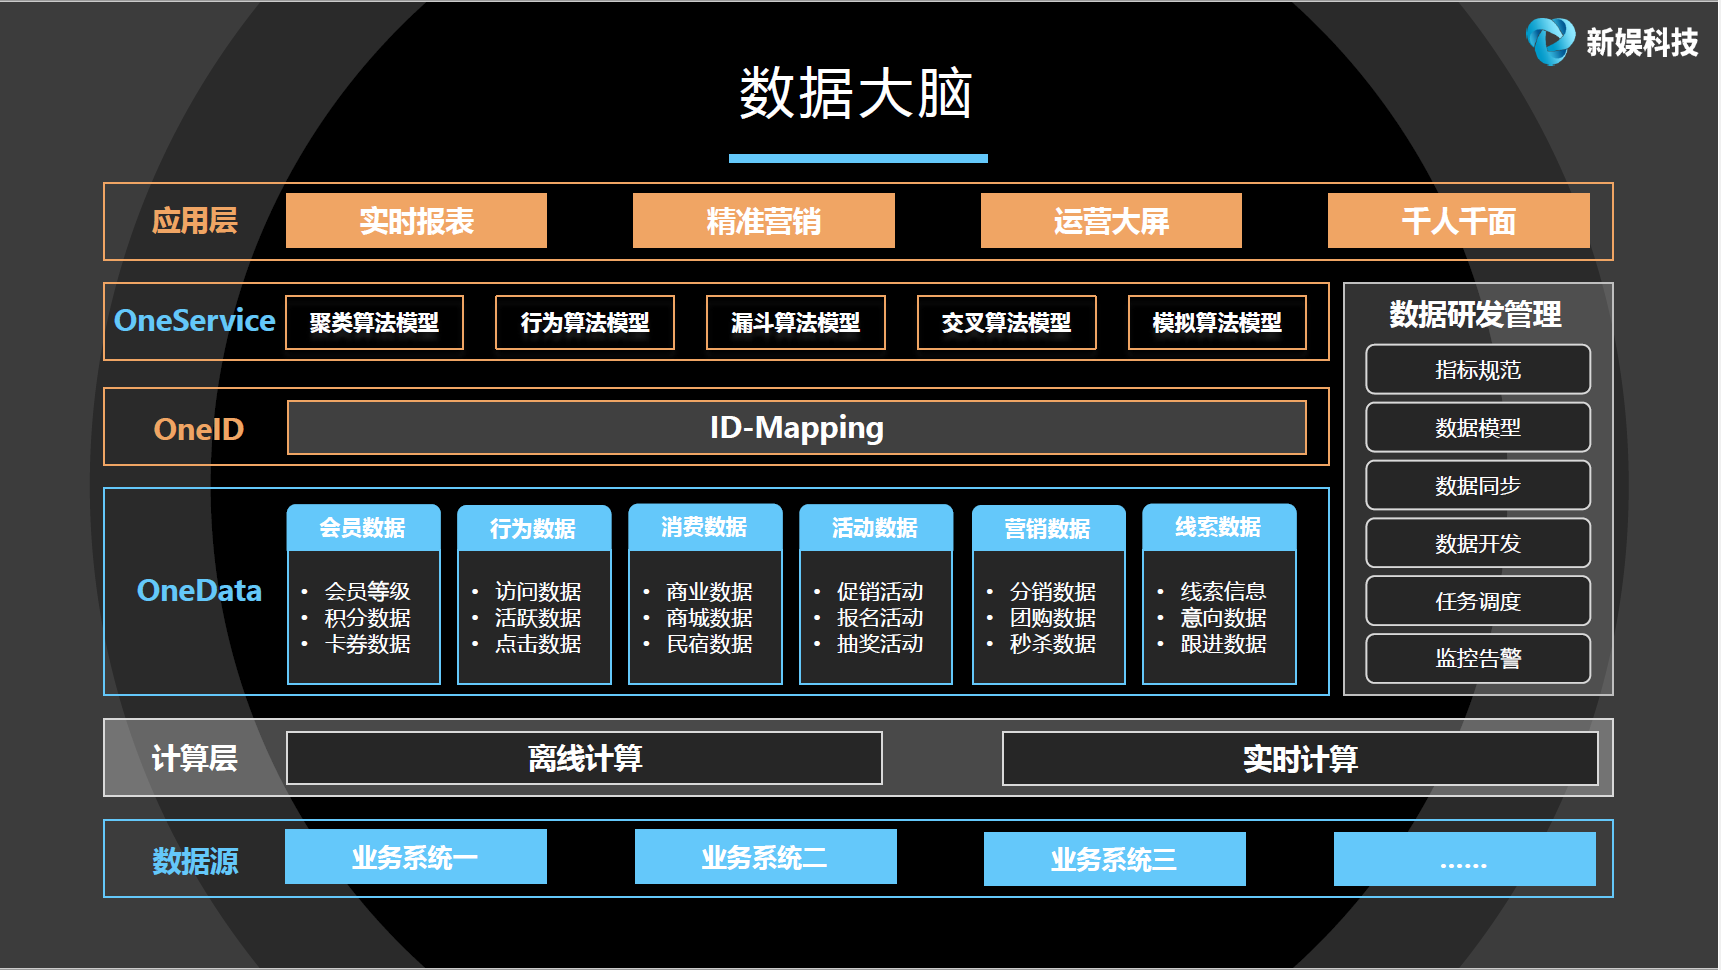 新娱科技
数据大脑
应用层
实时报表
精准营销
运营大屏
千人千面
OneService
聚类算法模型
行为算法模型
漏斗算法模型
交叉算法模型
模拟算法模型
OneID
ID-Mapping
OneData
会员数据
• 会员等级
• 积分数据
• 卡券数据
行为数据
• 访问数据
• 活跃数据
• 点击数据
消费数据
• 商业数据
• 商城数据
• 民宿数据
活动数据
• 促销活动
• 报名活动
• 抽奖活动
营销数据
• 分销数据
• 团购数据
• 秒杀数据
线索数据
• 线索信息
• 意向数据
• 跟进数据
数据研发管理
指标规范
数据模型
数据同步
数据开发
任务调度
监控告警
计算层
离线计算
实时计算
数据源
业务系统一
业务系统二
业务系统三
……